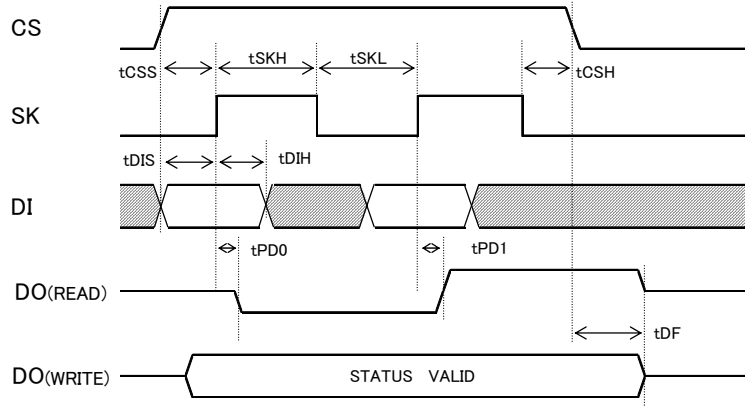 CS
tCSS tSKH tSKL tCSH
SK
tDIS tDIH
DI
tPD0 tPD1
DO(READ)
tDF
DO(WRITE) STATUS VALID